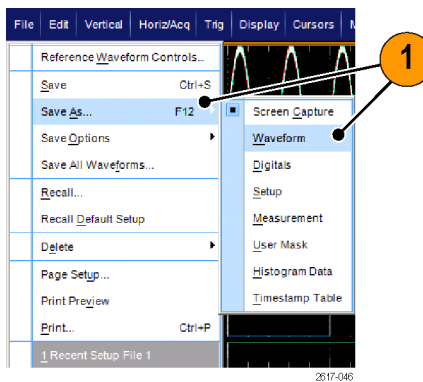 File Edit Vertical Horiz/Acq Trig Display Cursors
1
Reference Waveform Controls...
Save Ctrl+S
Save As... F12
Save Options
Save All Waveforms...
Recall...
Recall Default Setup
Delete
Page Setup...
Print Preview
Print... Ctrl+P
1 Recent Setup File 1
Screen Capture
Waveform
Digitals
Setup
Measurement
User Mask
Histogram Data
Timestamp Table
2617-046